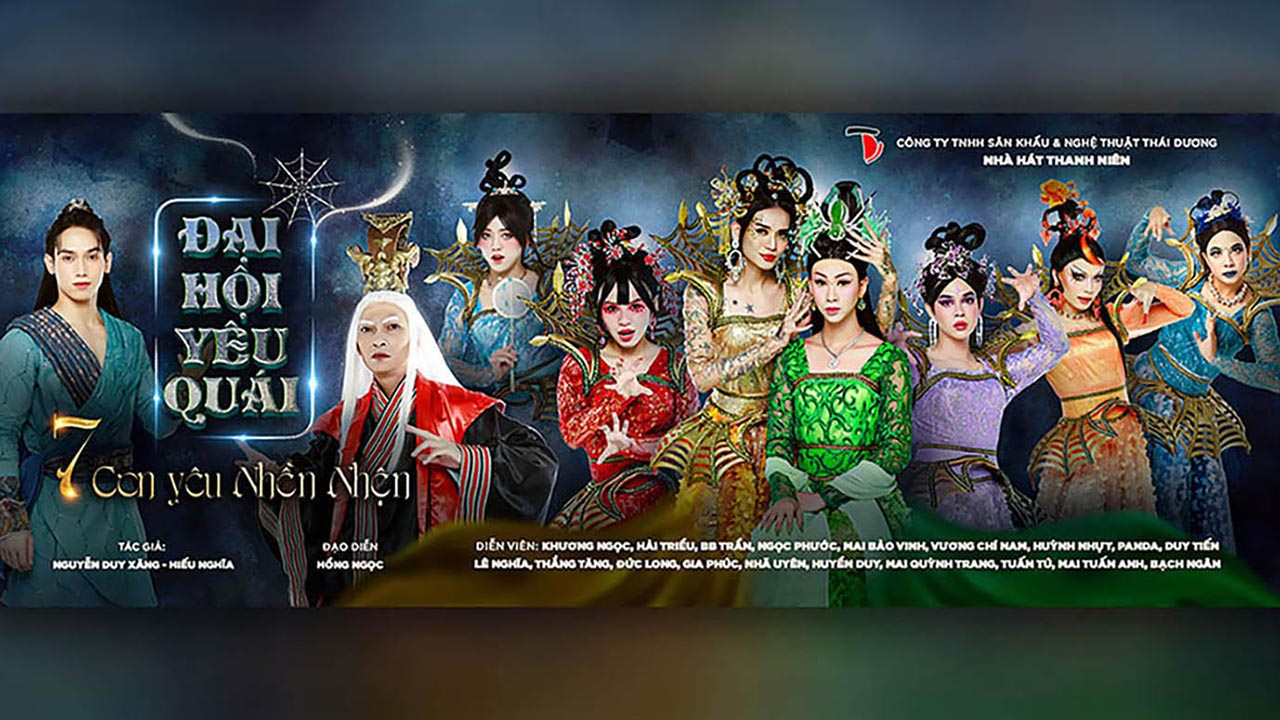 CÔNG TY TNHH SÂN KHẤU & NGHỆ THUẬT THÁI DƯƠNG
NHÀ HÁT THANH NIÊN
ĐẠI
HỘI
YÊU
QUÁI
7 Con yêu Nhền Nhện
TÁC GIẢ:
NGUYỄN DUY XĂNG - HIẾU NGHĨA
ĐẠO DIỄN
HỒNG NGỌC
DIỄN VIÊN: KHƯƠNG NGỌC, HẢI TRIỀU, BB TRẦN, NGỌC PHƯỚC, MAI BẢO VINH, VƯƠNG CHÍ NAM, HUỲNH NHỰT, PANDA, DUY TIẾN
LÊ NGHĨA, THẮNG TĂNG, ĐỨC LONG, GIA PHÚC, NHÃ UYÊN, HUYỀN DUY, MAI QUỲNH TRANG, TUẤN TÚ, MAI TUẤN ANH, BẠCH NGÂN